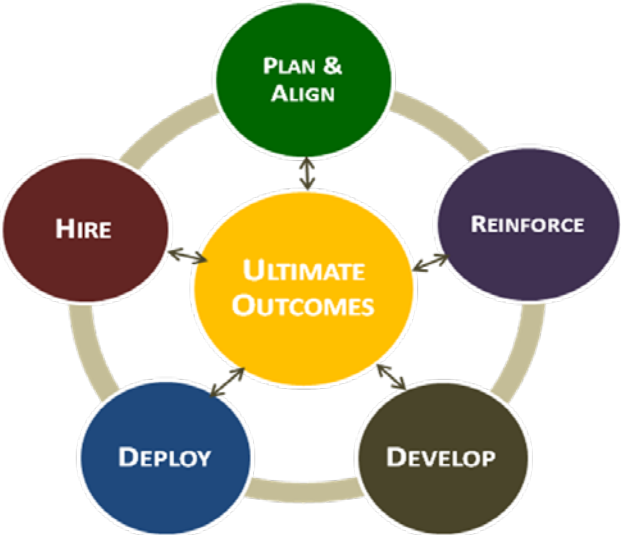 PLAN &
ALIGN
HIRE
REINFORCE
ULTIMATE
OUTCOMES
DEPLOY
DEVELOP